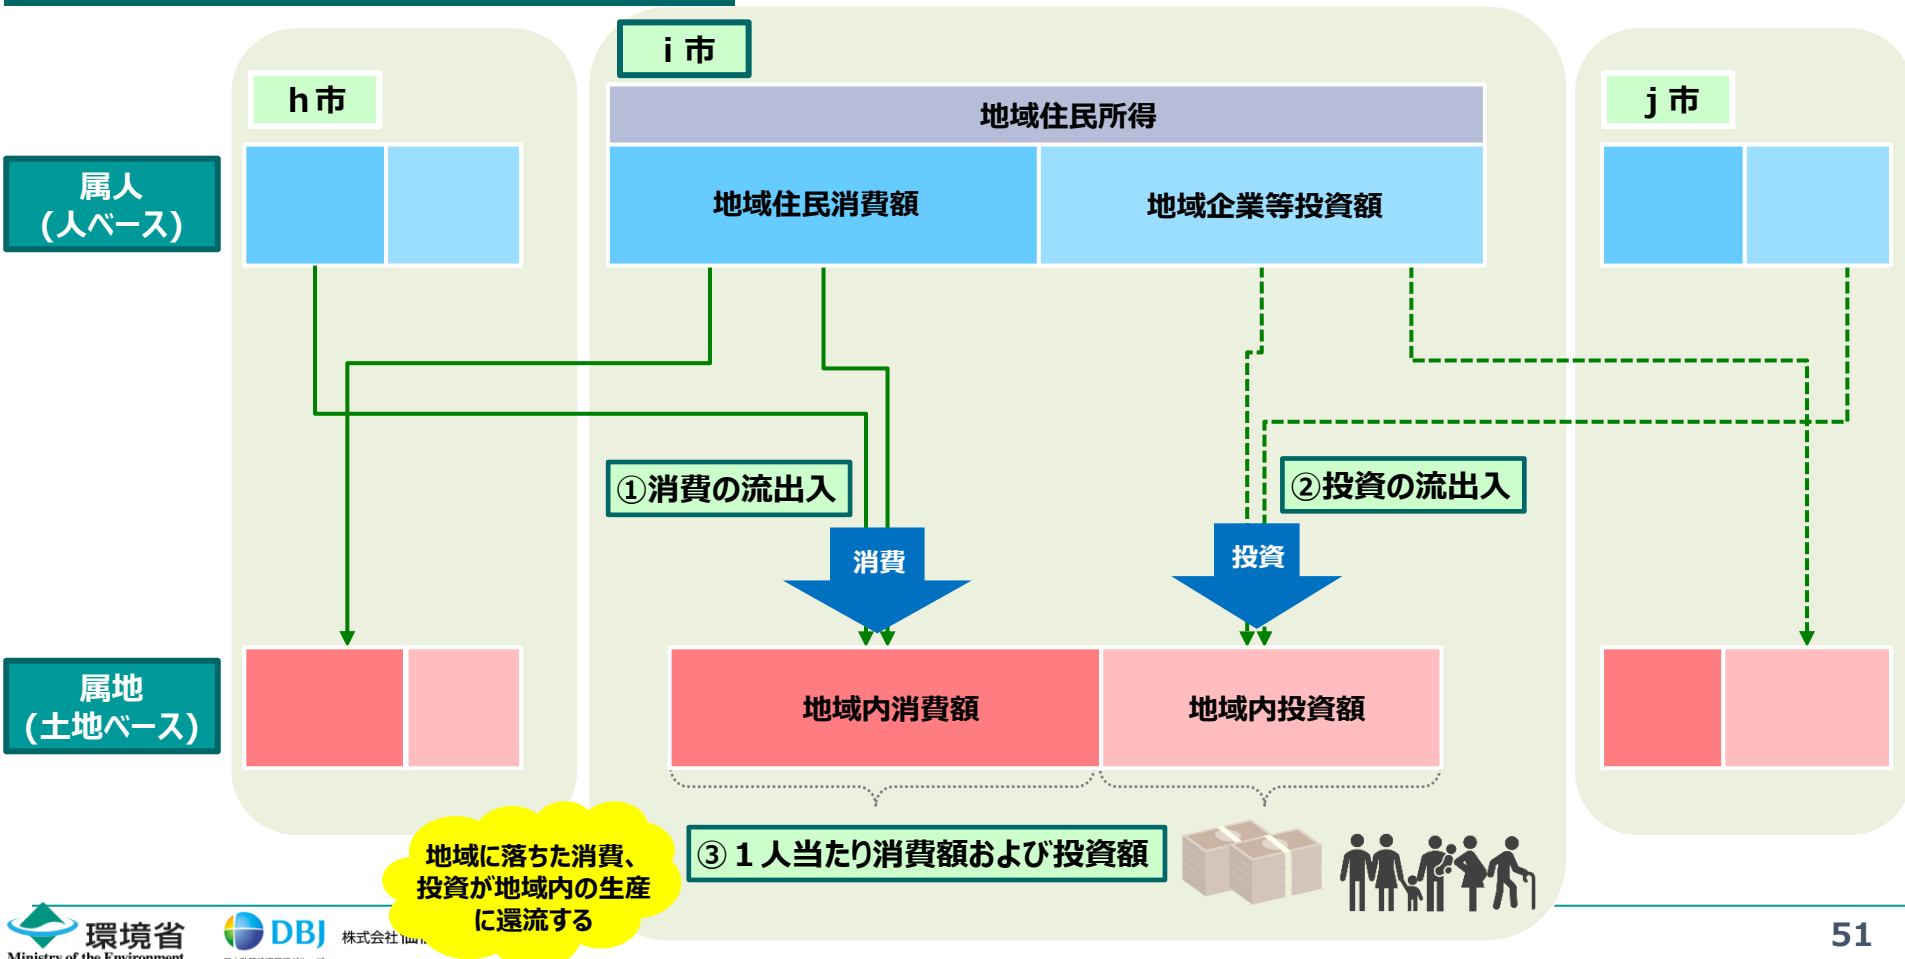 i 市
h市
j 市
地域住民所得
属人
(人ベース)
地域住民消費額
地域企業等投資額
①消費の流出入
②投資の流出入
消費
投資
属地
(土地ベース)
地域内消費額
地域内投資額
③１人当たり消費額および投資額
地域に落ちた消費、
投資が地域内の生産
に還流する
環境省
Ministry of the Environment
DBJ
株式会社
51